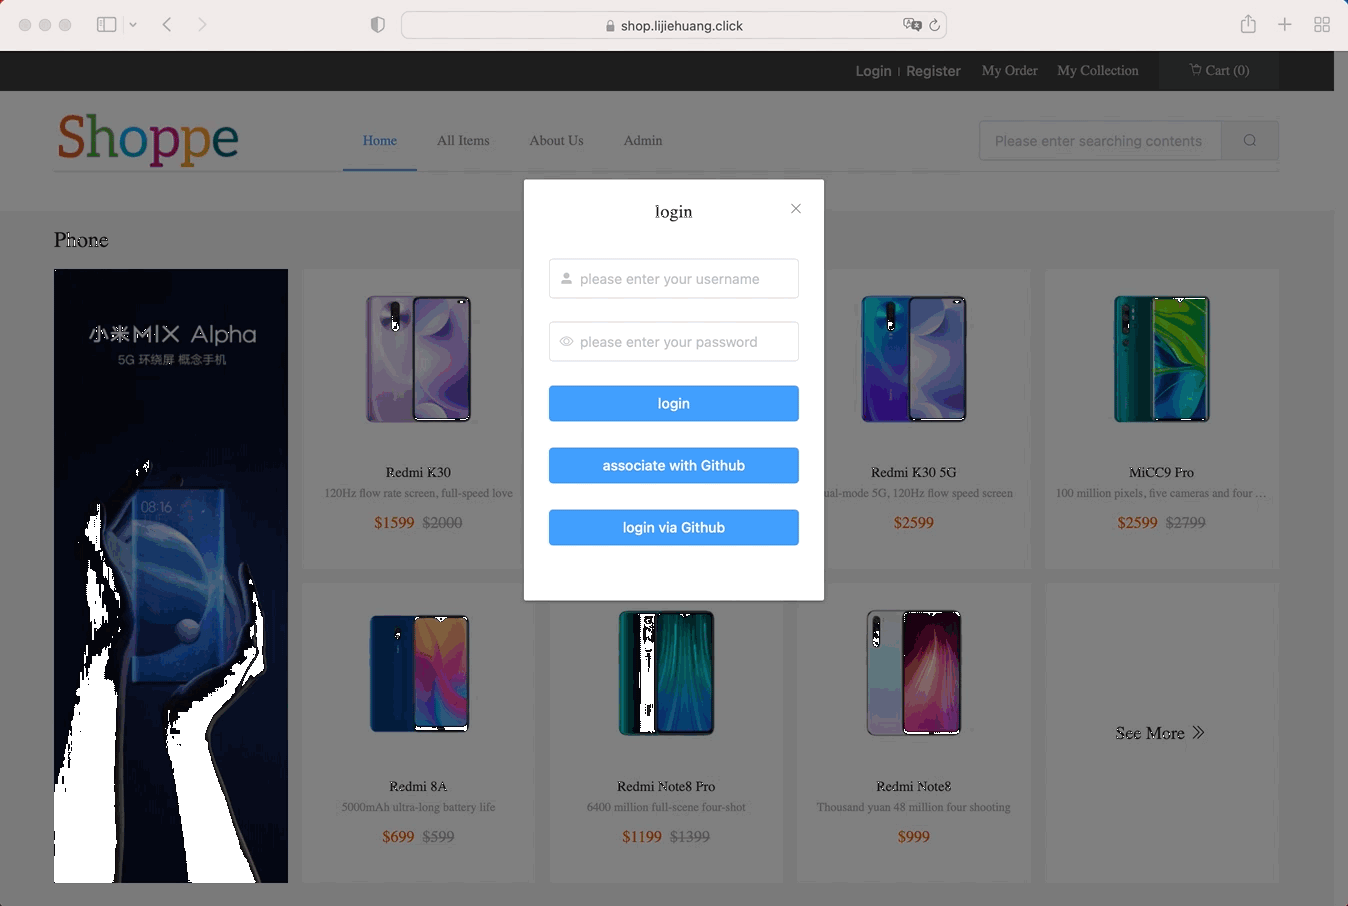 shop.lijiehuang.click
Login | Register My Order My Collection Cart (0)
Shoppe
Home All Items About Us Admin
Please enter searching contents
login
please enter your username
please enter your password
login
associate with Github
login via Github
Phone
小米MIX Alpha
5G 环绕屏 概念手机
08:16
Redmi K30
120Hz flow rate screen, full-speed love
$1599 $2000
Redmi K30 5G
ual-mode 5G, 120Hz flow speed screen
$2599
MiCC9 Pro
100 million pixels, five cameras and four ...
$2599 $2799
Redmi 8A
5000mAh ultra-long battery life
$699 $599
Redmi Note8 Pro
6400 million full-scene four-shot
$1199 $1399
Redmi Note8
Thousand yuan 48 million four shooting
$999
See More